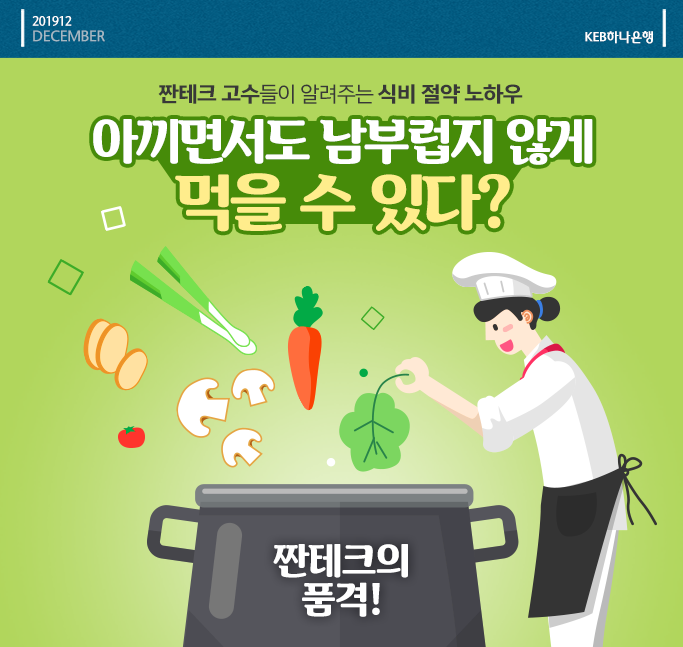 201912
DECEMBER
KEB하나은행
짠테크 고수들이 알려주는 식비 절약 노하우
아끼면서도 남부럽지 않게
먹을 수 있다?
짠테크의
품격!